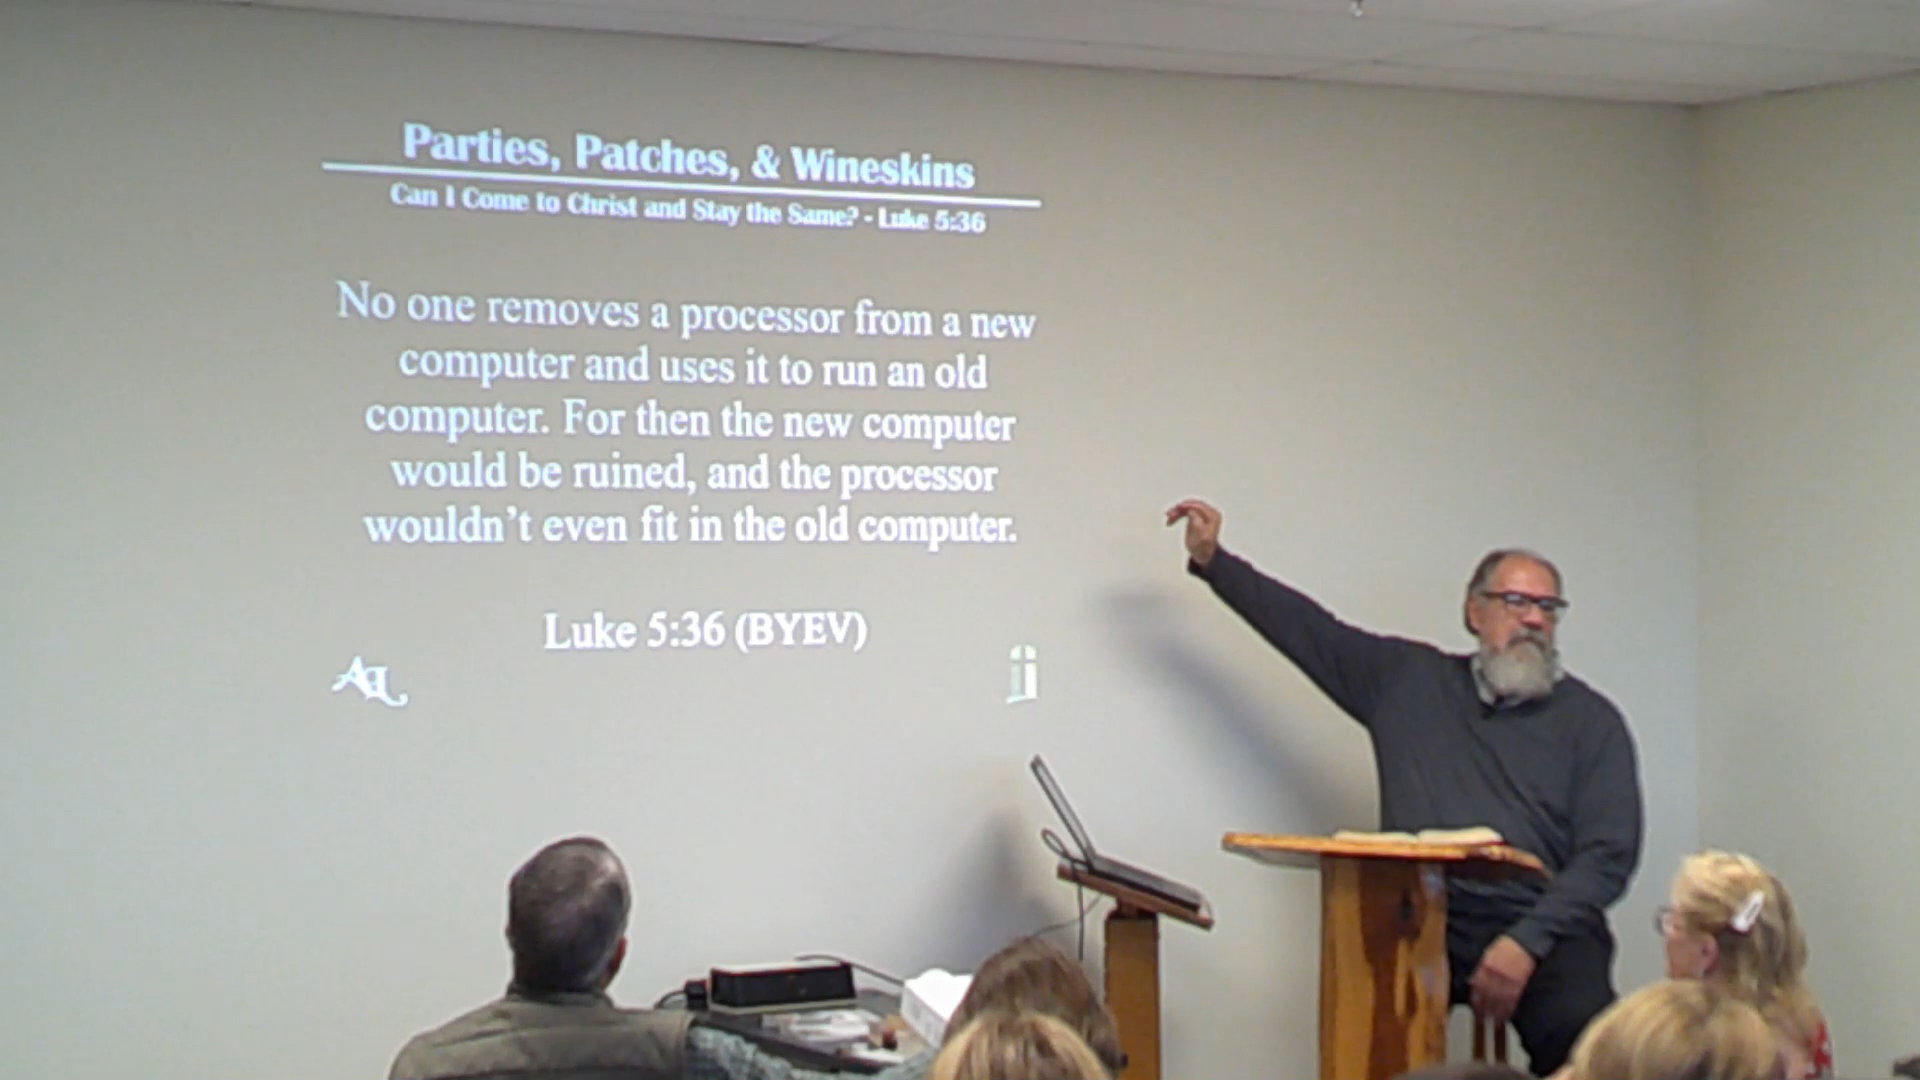 Parties, Patches, & Wineskins
Can I Come to Christ and Stay the Same? - Luke 5:36
No one removes a processor from a new
computer and uses it to run an old
computer. For then the new computer
would be ruined, and the processor
wouldn't even fit in the old computer.
Luke 5:36 (BYEV)